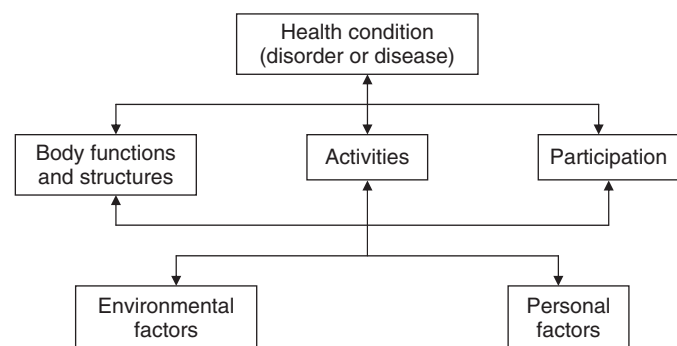 Health condition
(disorder or disease)
Body functions
and structures
Activities
Participation
Environmental
factors
Personal
factors